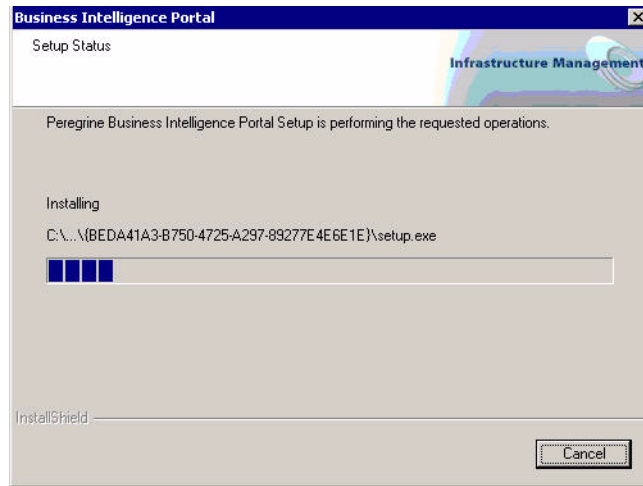 Business Intelligence Portal
Setup Status
Infrastructure Management
Peregrine Business Intelligence Portal Setup is performing the requested operations.
Installing
C:\...\{BEDA41A3-B750-4725-A297-89277E4E6E1E}\setup.exe
InstallShield
Cancel